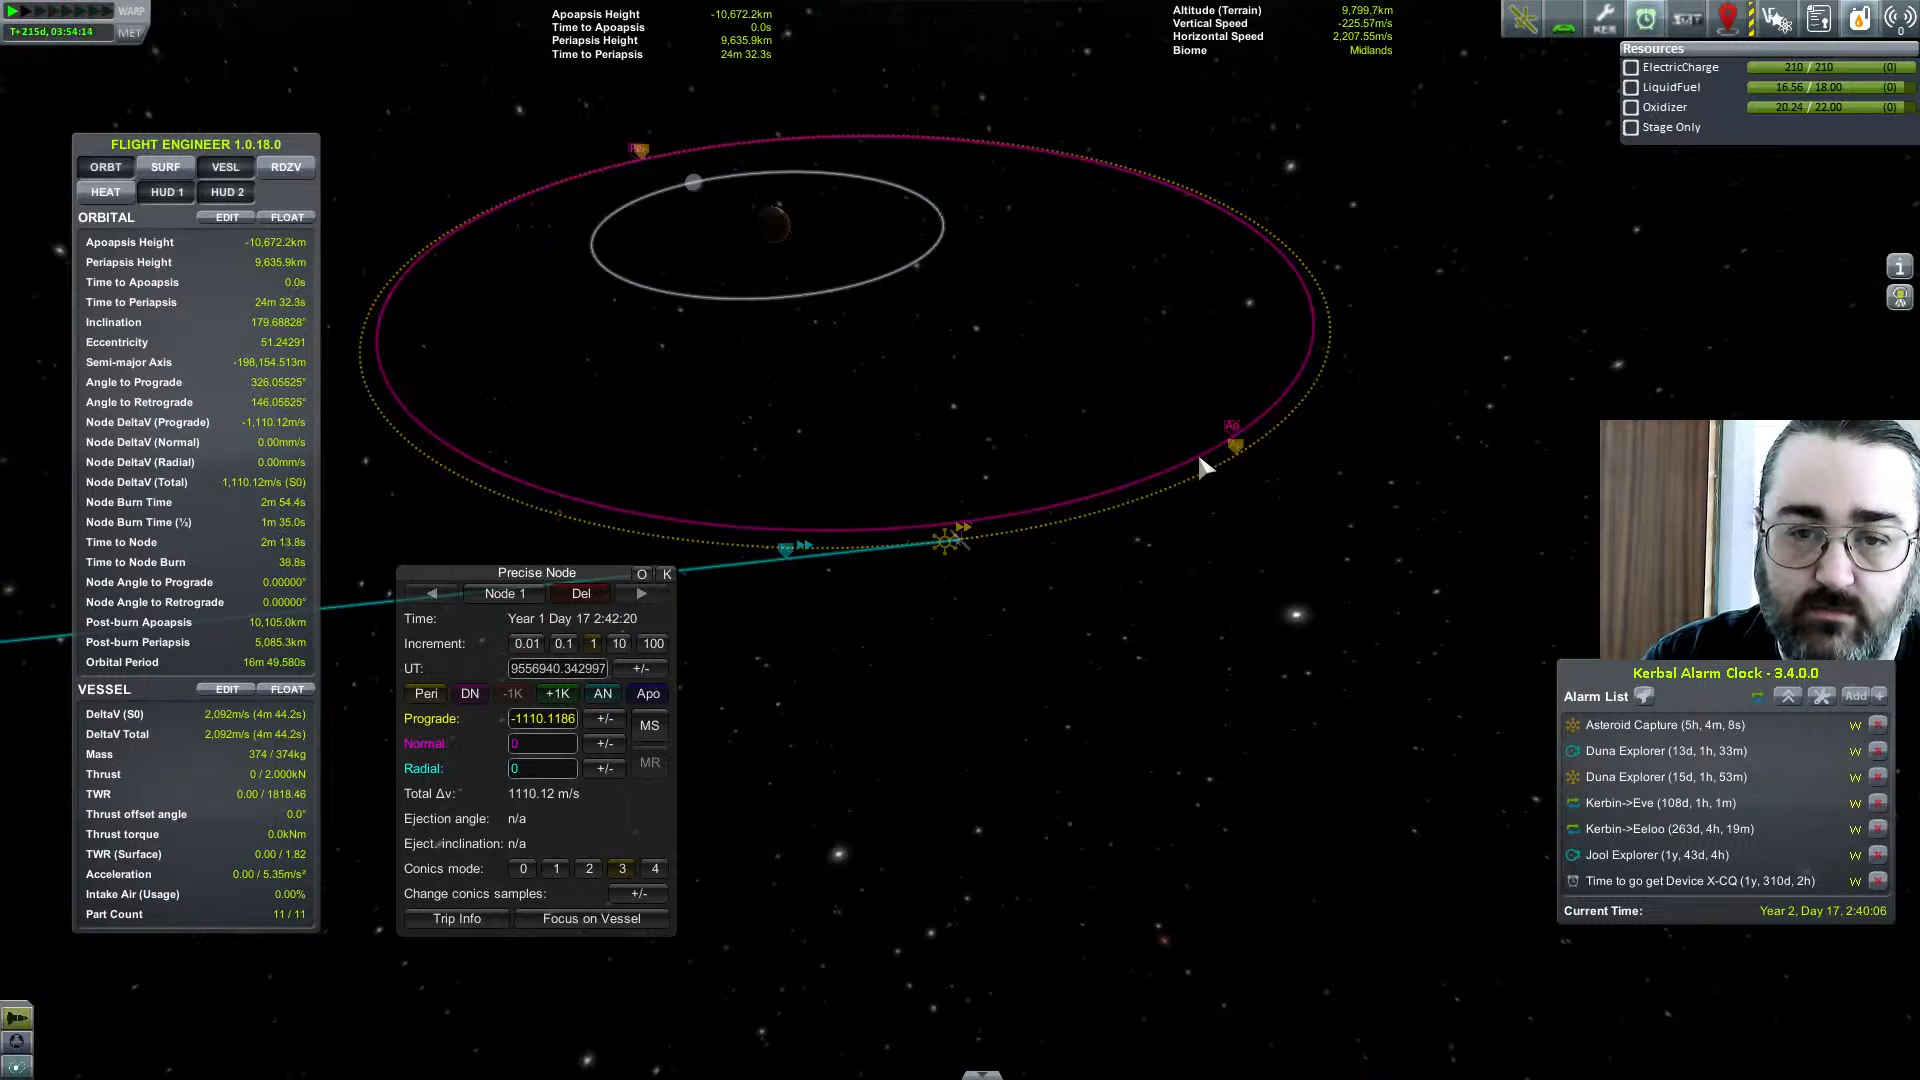 WARP
T+215d, 03:54:14
MET
Apoapsis Height -10,672.2km
Time to Apoapsis 0.0s
Periapsis Height 9,635.9km
Time to Periapsis 24m 32.3s
Altitude (Terrain) 9,799.7km
Vertical Speed -225.57m/s
Horizontal Speed 2,207.55m/s
Biome Midlands
KER
0
Resources
ElectricCharge 210 / 210 (0)
LiquidFuel 16.56 / 18.00 (0)
Oxidizer 20.24 / 22.00 (0)
Stage Only
FLIGHT ENGINEER 1.0.18.0
ORBT SURF VESL RDZV
HEAT HUD 1 HUD 2
ORBITAL EDIT FLOAT
Apoapsis Height -10,672.2km
Periapsis Height 9,635.9km
Time to Apoapsis 0.0s
Time to Periapsis 24m 32.3s
Inclination 179.68828°
Eccentricity 51.24291
Semi-major Axis -198,154.513m
Angle to Prograde 326.05525°
Angle to Retrograde 146.05525°
Node DeltaV (Prograde) -1,110.12m/s
Node DeltaV (Normal) 0.00mm/s
Node DeltaV (Radial) 0.00mm/s
Node DeltaV (Total) 1,110.12m/s (S0)
Node Burn Time 2m 54.4s
Node Burn Time (½) 1m 35.0s
Time to Node 2m 13.8s
Time to Node Burn 38.8s
Node Angle to Prograde 0.00000°
Node Angle to Retrograde 0.00000°
Post-burn Apoapsis 10,105.0km
Post-burn Periapsis 5,085.3km
Orbital Period 16m 49.580s
VESSEL EDIT FLOAT
DeltaV (S0) 2,092m/s (4m 44.2s)
DeltaV Total 2,092m/s (4m 44.2s)
Mass 374 / 374kg
Thrust 0 / 2.000kN
TWR 0.00 / 1818.46
Thrust offset angle 0.0°
Thrust torque 0.0kNm
TWR (Surface) 0.00 / 1.82
Acceleration 0.00 / 5.35m/s²
Intake Air (Usage) 0.00%
Part Count 11 / 11
Pe
Ap
Ap
Precise Node O K
Node 1 Del
Time: Year 1 Day 17 2:42:20
Increment: 0.01 0.1 1 10 100
UT: 9556940.342997 +/-
Peri DN -1K +1K AN Apo
Prograde: -1110.1186 +/- MS
Normal: 0 +/-
Radial: 0 +/- MR
Total Δv: 1110.12 m/s
Ejection angle: n/a
Eject. inclination: n/a
Conics mode: 0 1 2 3 4
Change conics samples: +/-
Trip Info Focus on Vessel
Kerbal Alarm Clock - 3.4.0.0
Alarm List Add +
Asteroid Capture (5h, 4m, 8s) W
Duna Explorer (13d, 1h, 33m) W
Duna Explorer (15d, 1h, 53m) W
Kerbin->Eve (108d, 1h, 1m) W
Kerbin->Eeloo (263d, 4h, 19m) W
Jool Explorer (1y, 43d, 4h) W
Time to go get Device X-CQ (1y, 310d, 2h) W
Current Time: Year 2, Day 17, 2:40:06